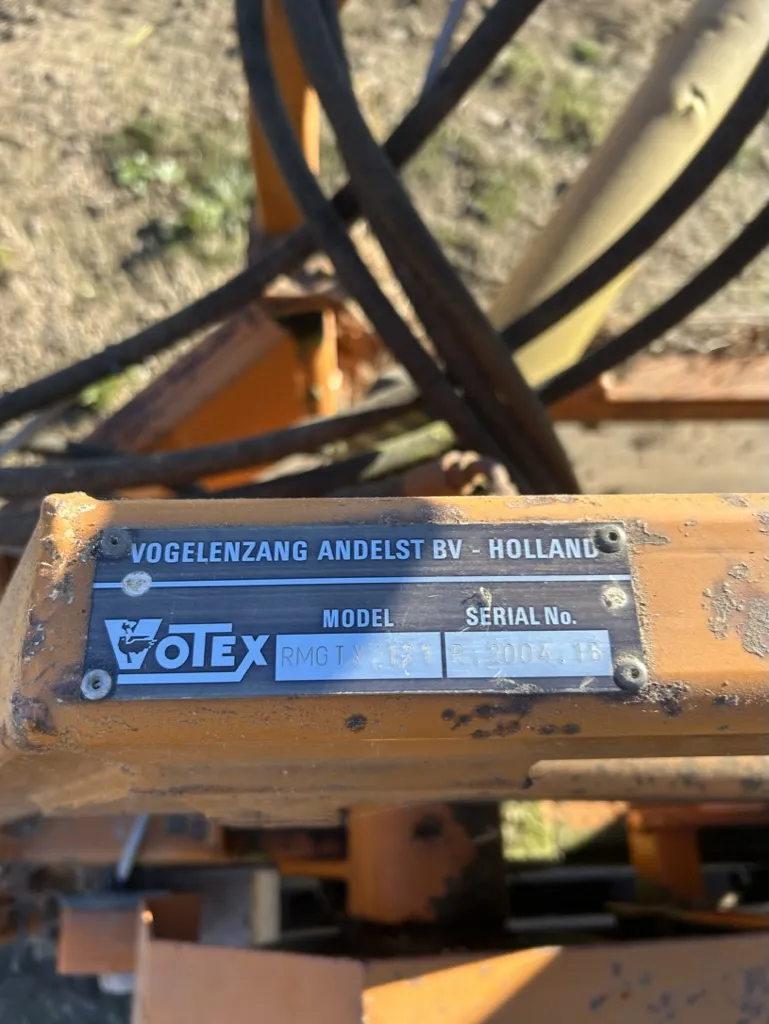 VOGELENZANG ANDELST BV - HOLLAND
MODEL SERIAL No.
VOTEX